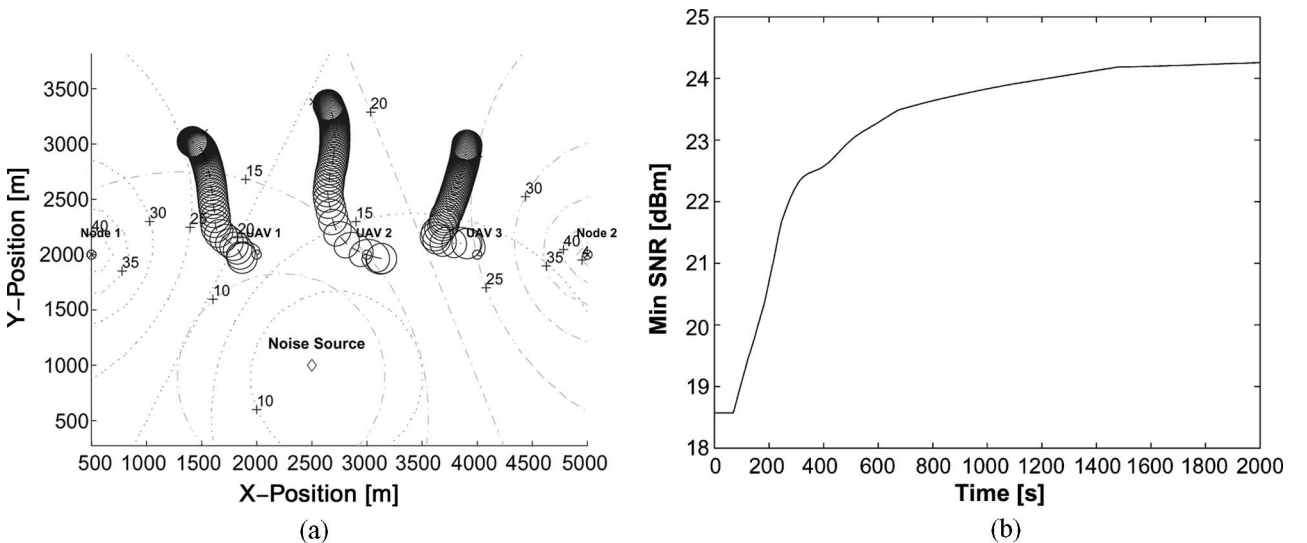 3500
3000
2500
2000
1500
1000
500
Y-Position [m]
20
15
30
30
25
20
15
40
Node 1
UAV 1
UAV 2
UAV 3
Node 2
40
35
35
25
10
Noise Source
10
500 1000 1500 2000 2500 3000 3500 4000 4500 5000
X-Position [m]
(a)
25
24
23
22
21
20
19
18
Min SNR [dBm]
0 200 400 600 800 1000 1200 1400 1600 1800 2000
Time [s]
(b)